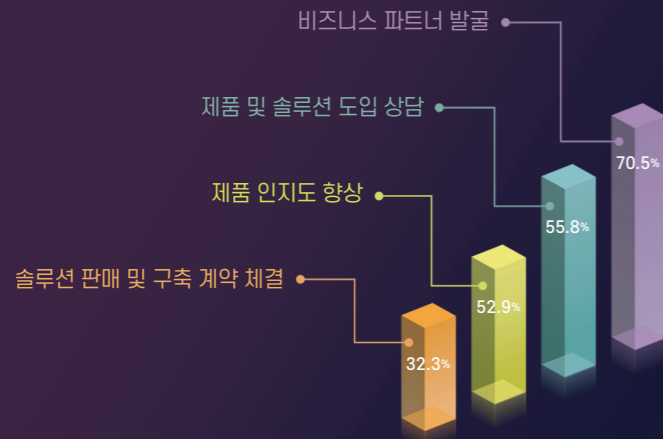 비즈니스 파트너 발굴
70.5%
제품 및 솔루션 도입 상담
55.8%
제품 인지도 향상
52.9%
솔루션 판매 및 구축 계약 체결
32.3%